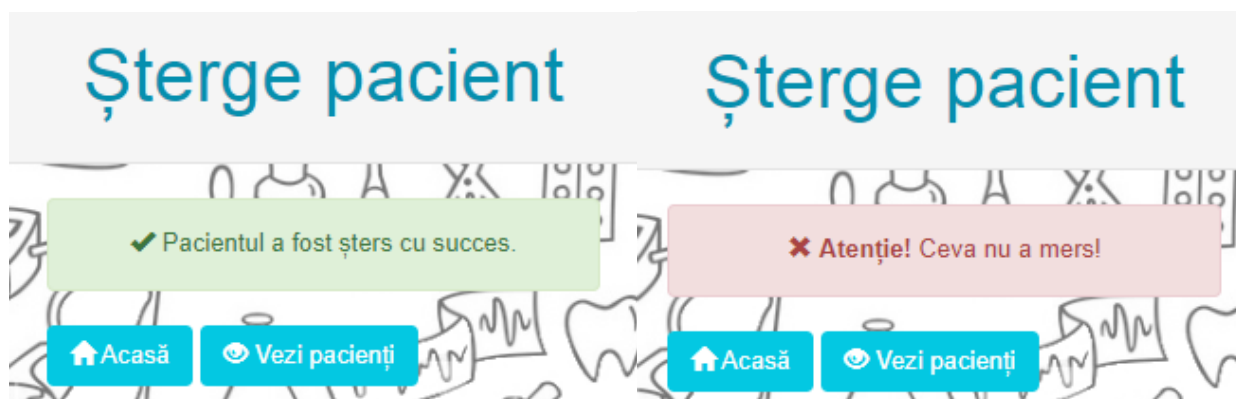 Șterge pacient
✔ Pacientul a fost șters cu succes.
Acasă Vezi pacienți
Șterge pacient
✖ Atenție! Ceva nu a mers!
Acasă Vezi pacienți